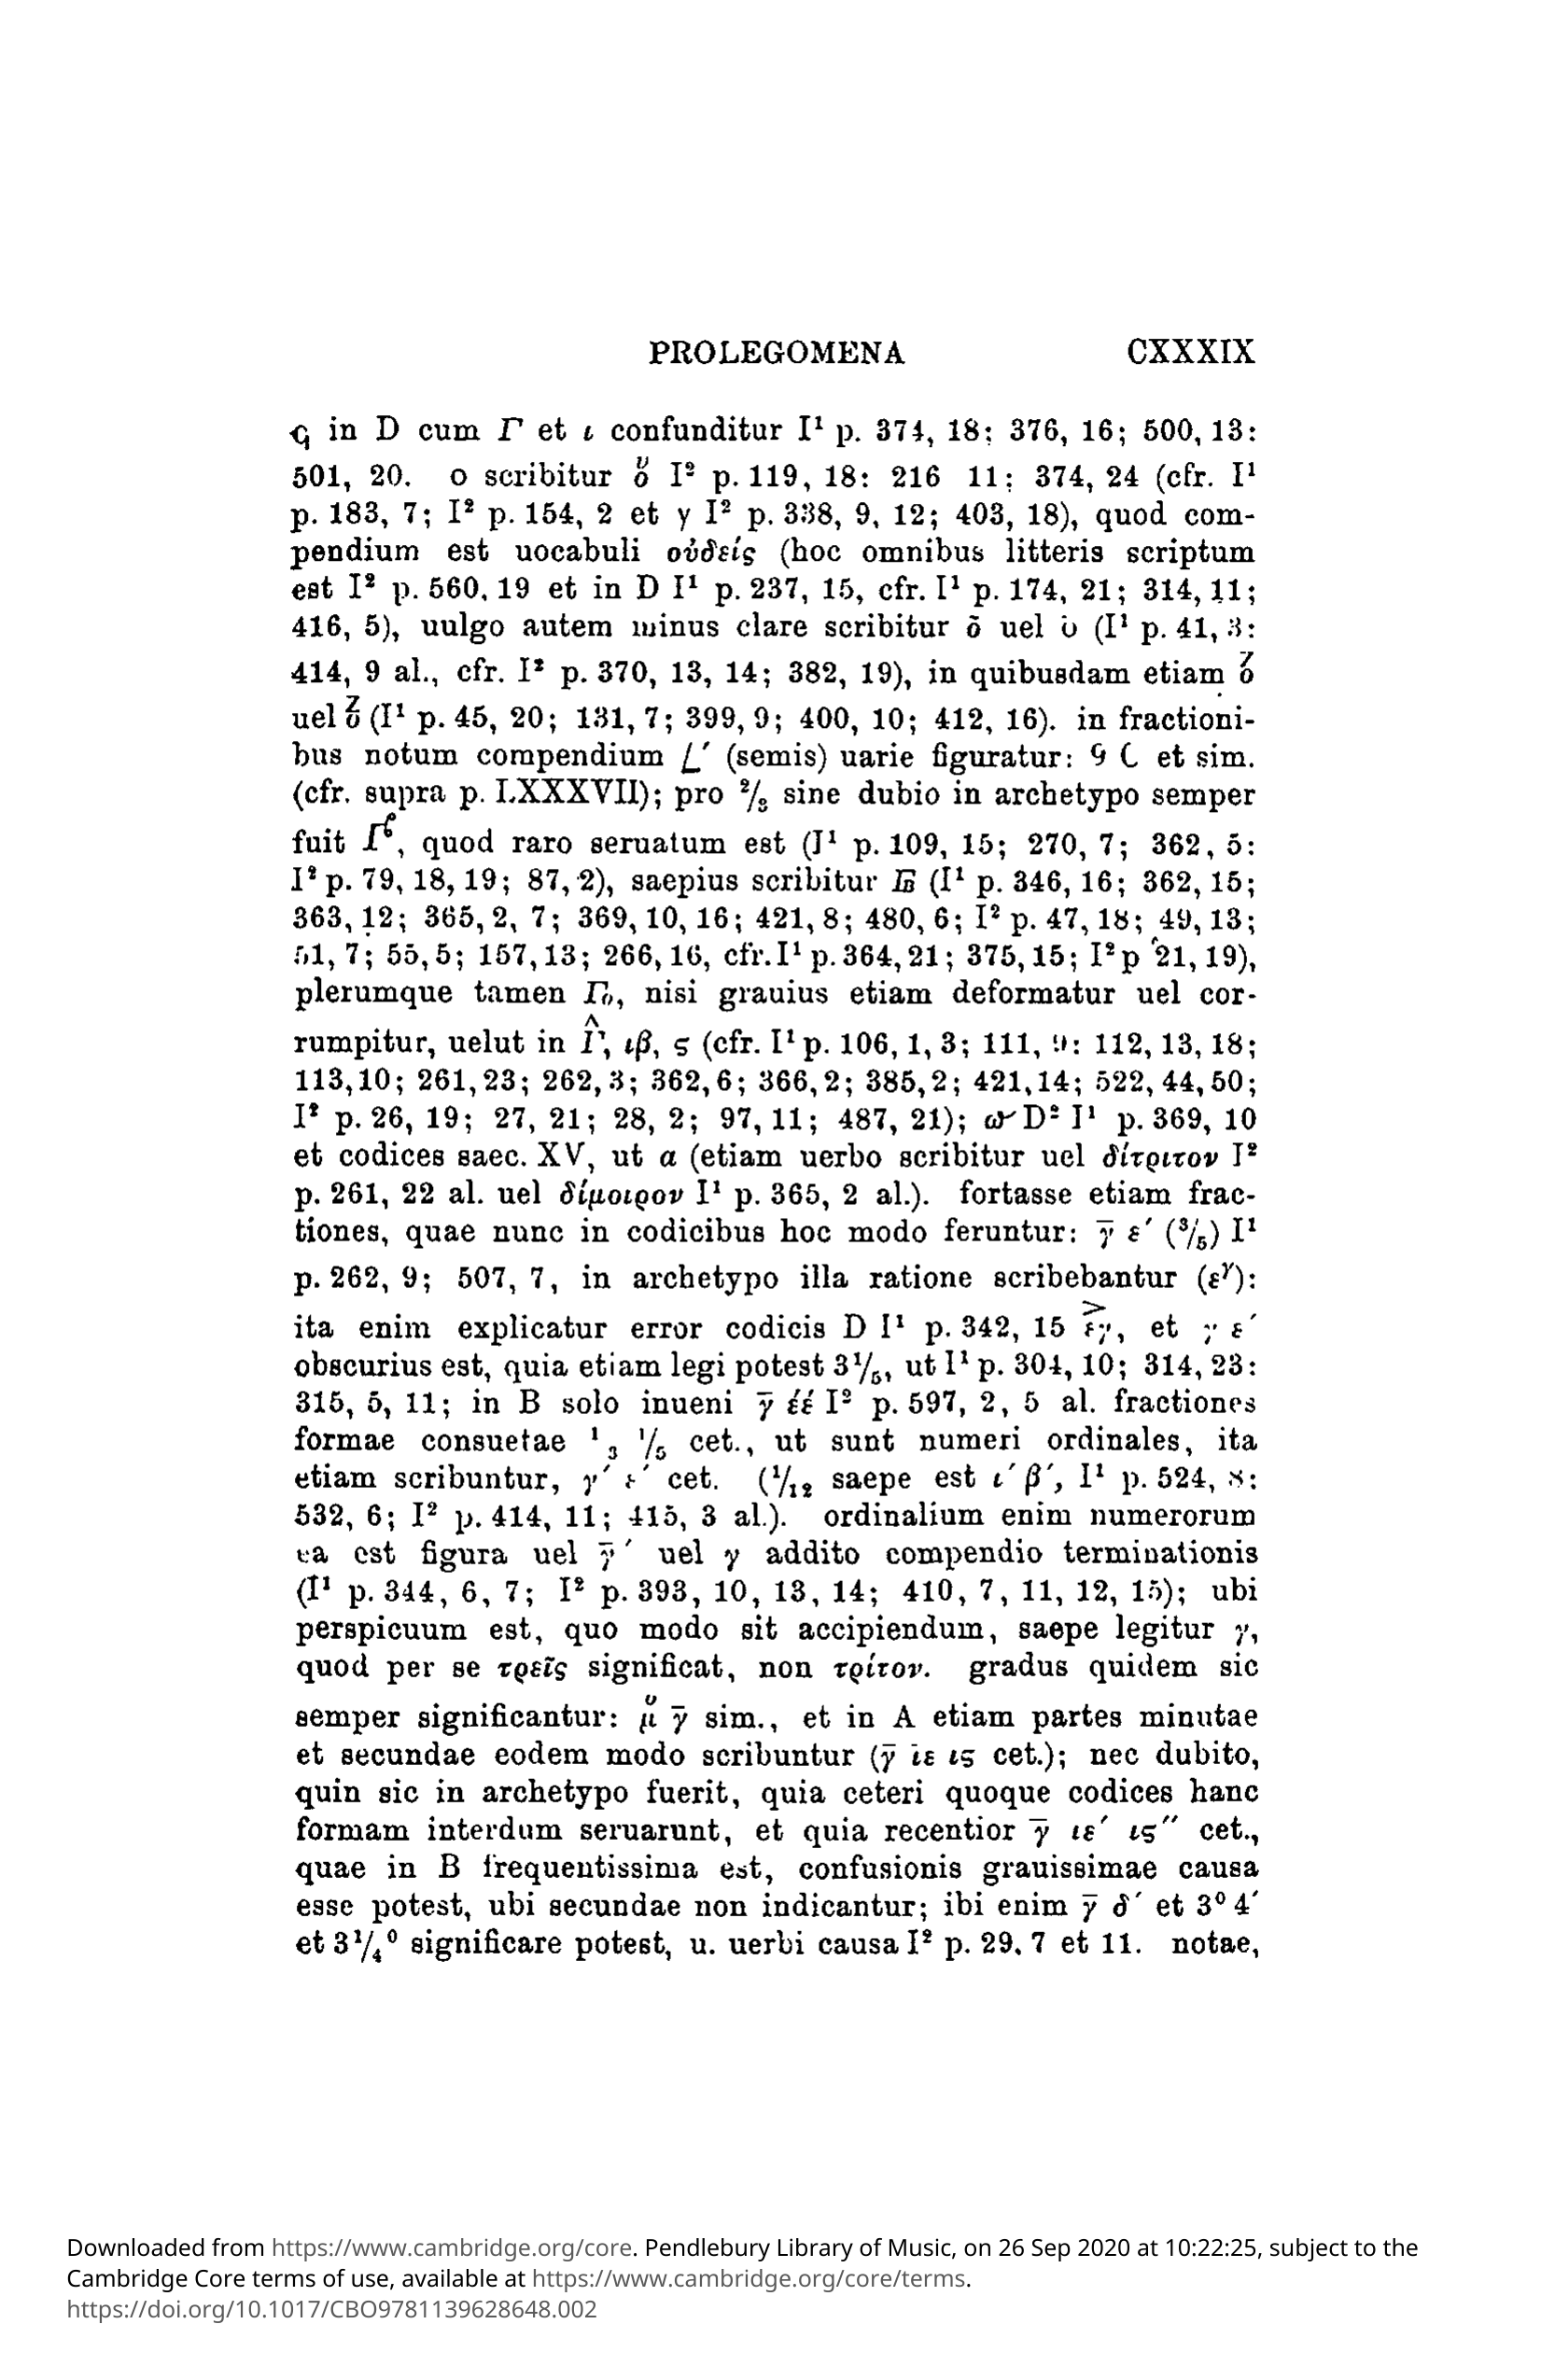 PROLEGOMENA CXXXIX
ϥ in D cum Γ et ι confunditur I¹ p. 374, 18; 376, 16; 500, 13:
501, 20. o scribitur I² p. 119, 18: 216 11; 374, 24 (cfr. I¹
p. 183, 7; I² p. 154, 2 et γ I² p. 338, 9, 12; 403, 18), quod com-
pendium est uocabuli οὐδείς (hoc omnibus litteris scriptum
est I² p. 560, 19 et in D I¹ p. 237, 15, cfr. I¹ p. 174, 21; 314, 11;
416, 5), uulgo autem minus clare scribitur ō uel ὀ (I¹ p. 41, 3:
414, 9 al., cfr. I² p. 370, 13, 14; 382, 19), in quibusdam etiam
uel (I¹ p. 45, 20; 131, 7; 399, 9; 400, 10; 412, 16). in fractioni-
bus notum compendium ∠′ (semis) uarie figuratur: et sim.
(cfr. supra p. LXXXVII); pro ²/₃ sine dubio in archetypo semper
fuit, quod raro seruatum est (I¹ p. 109, 15; 270, 7; 362, 5:
I² p. 79, 18, 19; 87, 2), saepius scribitur (I¹ p. 346, 16; 362, 15;
363, 12; 365, 2, 7; 369, 10, 16; 421, 8; 480, 6; I² p. 47, 18; 49, 13;
51, 7; 55, 5; 157, 13; 266, 16, cfr. I¹ p. 364, 21; 375, 15; I² p 21, 19),
plerumque tamen, nisi grauius etiam deformatur uel cor-
rumpitur, uelut in Γ̂, ιβ, ϛ (cfr. I¹ p. 106, 1, 3; 111, 9: 112, 13, 18;
113, 10; 261, 23; 262, 3; 362, 6; 366, 2; 385, 2; 421, 14; 522, 44, 50;
I² p. 26, 19; 27, 21; 28, 2; 97, 11; 487, 21); D² I¹ p. 369, 10
et codices saec. XV, ut a (etiam uerbo scribitur uel δίτριτον I²
p. 261, 22 al. uel δίμοιρον I¹ p. 365, 2 al.). fortasse etiam frac-
tiones, quae nunc in codicibus hoc modo feruntur: γ̄ ε′ (³/₅) I¹
p. 262, 9; 507, 7, in archetypo illa ratione scribebantur (εᵞ):
ita enim explicatur error codicis D I¹ p. 342, 15 εγ, et γ ε′
obscurius est, quia etiam legi potest 3¹/₅, ut I¹ p. 304, 10; 314, 23:
315, 5, 11; in B solo inueni γ̄ έέ I² p. 597, 2, 5 al. fractiones
formae consuetae ¹ ₃ ¹/₅ cet., ut sunt numeri ordinales, ita
etiam scribuntur, γ′ ε′ cet. (¹/₁₂ saepe est ι′ β′, I¹ p. 524, 8:
532, 6; I² p. 414, 11; 415, 3 al.). ordinalium enim numerorum
ea est figura uel γ̄′ uel γ addito compendio terminationis
(I¹ p. 344, 6, 7; I² p. 393, 10, 13, 14; 410, 7, 11, 12, 15); ubi
perspicuum est, quo modo sit accipiendum, saepe legitur γ,
quod per se τρεῖς significat, non τρίτον. gradus quidem sic
semper significantur: μ̊ γ̄ sim., et in A etiam partes minutae
et secundae eodem modo scribuntur (γ̄ ιε ιϛ cet.); nec dubito,
quin sic in archetypo fuerit, quia ceteri quoque codices hanc
formam interdum seruarunt, et quia recentior γ̄ ιε′ ιϛ″ cet.,
quae in B frequentissima est, confusionis grauissimae causa
esse potest, ubi secundae non indicantur; ibi enim γ̄ δ′ et 3⁰ 4′
et 3¹/₄⁰ significare potest, u. uerbi causa I² p. 29. 7 et 11. notae,
Downloaded from https://www.cambridge.org/core. Pendlebury Library of Music, on 26 Sep 2020 at 10:22:25, subject to the
Cambridge Core terms of use, available at https://www.cambridge.org/core/terms.
https://doi.org/10.1017/CBO9781139628648.002